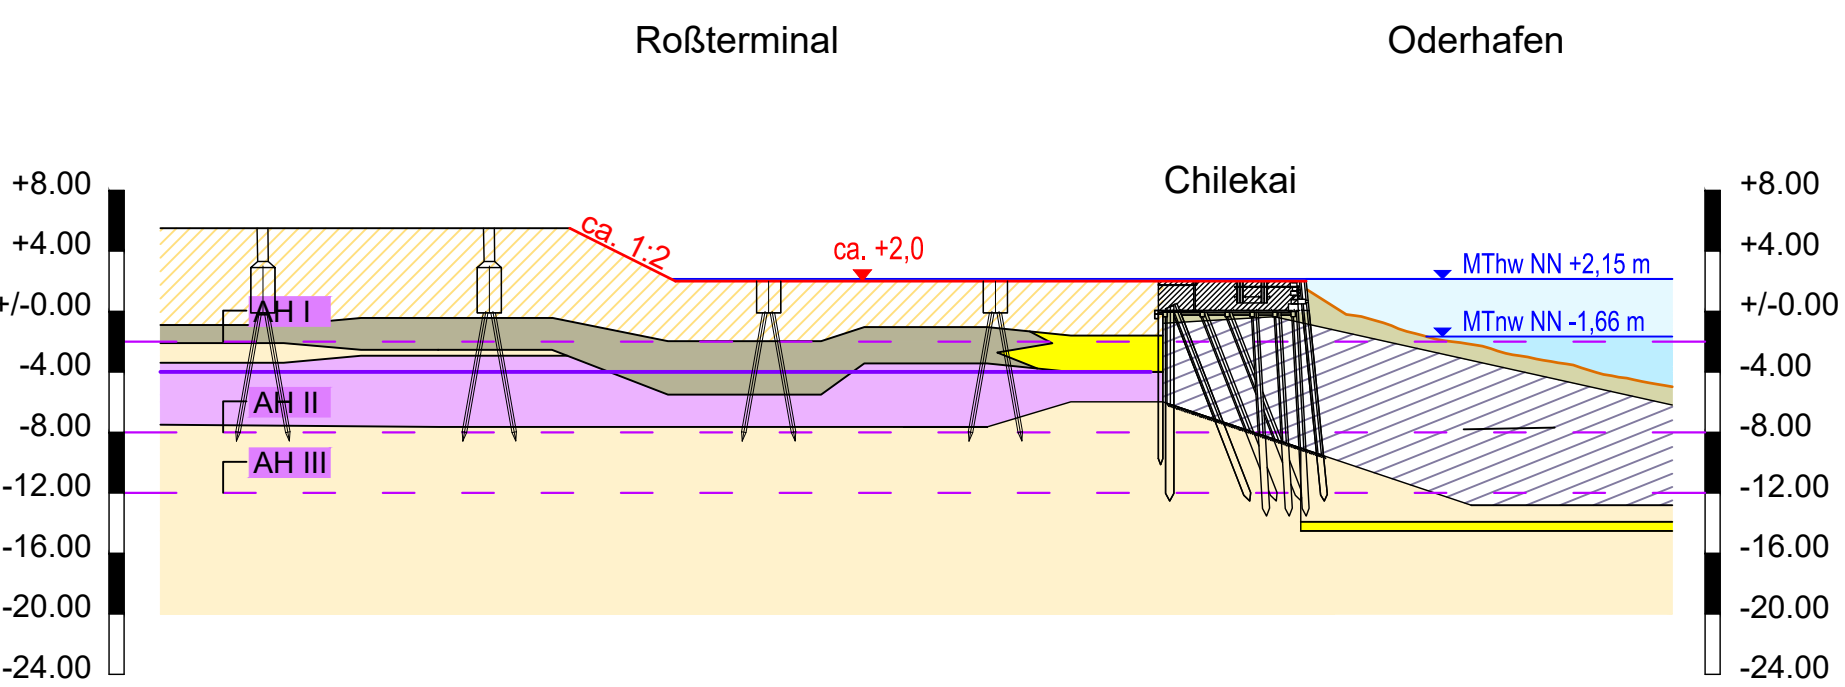 Roßterminal
Oderhafen
Chilekai
+8.00
+4.00
+/-0.00
-4.00
-8.00
-12.00
-16.00
-20.00
-24.00
ca. 1:2
ca. +2,0
MThw NN +2,15 m
MTnw NN -1,66 m
AH I
AH II
AH III
+8.00
+4.00
+/-0.00
-4.00
-8.00
-12.00
-16.00
-20.00
-24.00